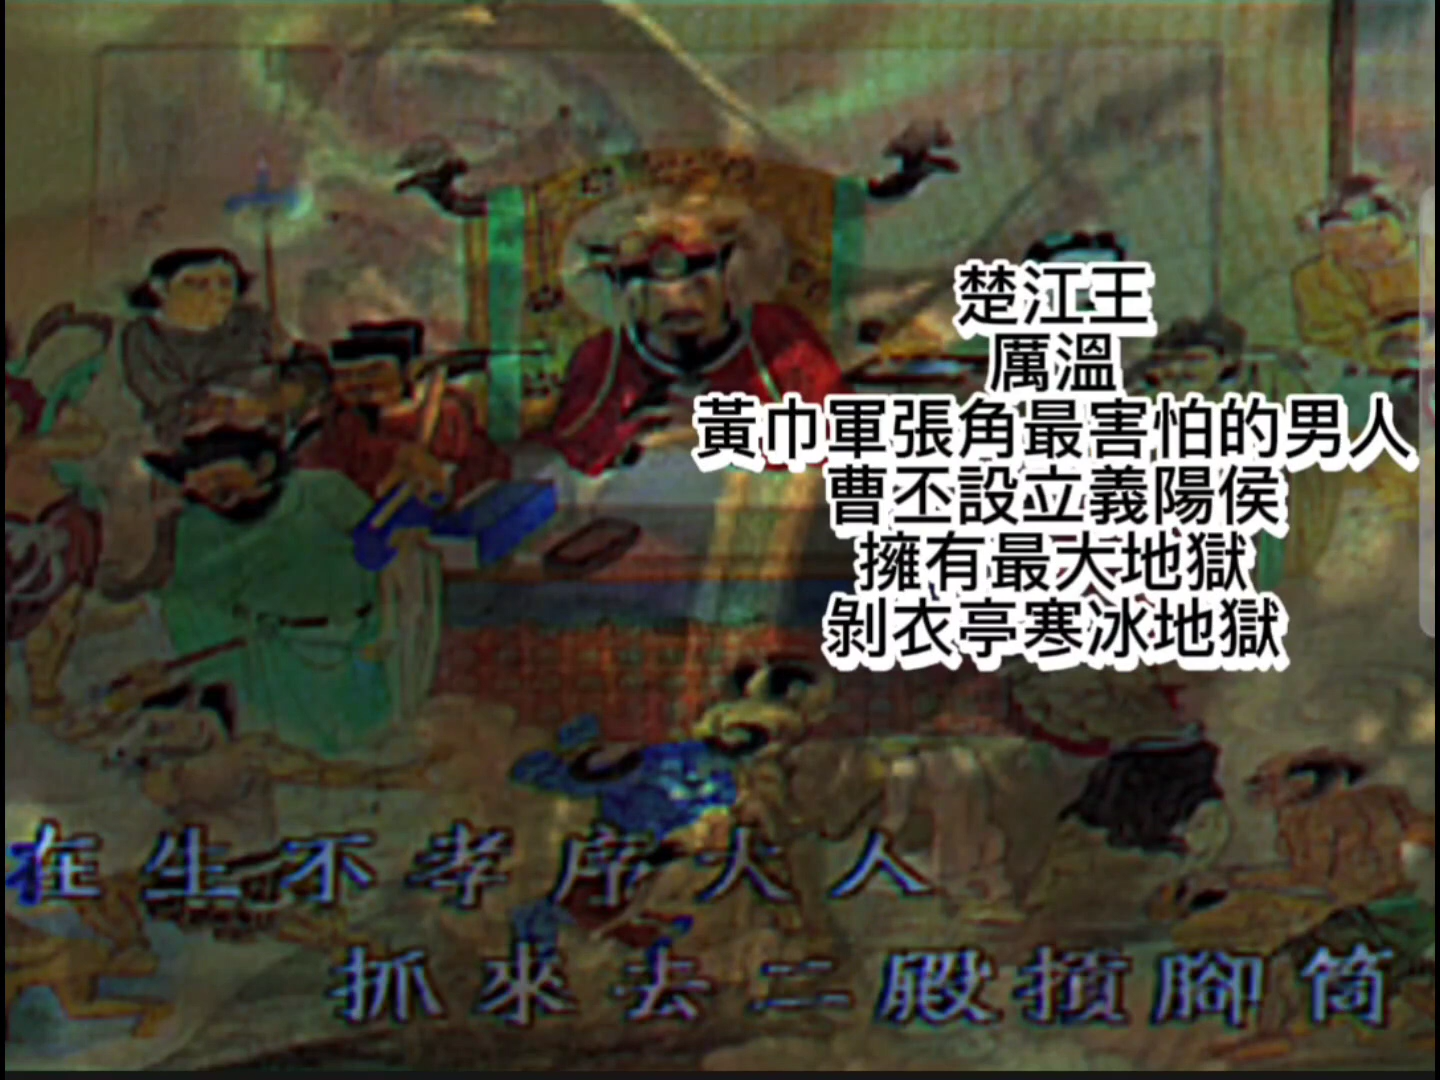 楚江王
厲溫
黃巾軍張角最害怕的男人
曹丕設立義陽侯
擁有最大地獄
剝衣亭寒冰地獄
在生不孝序大人
抓來去二殿摃腳筒